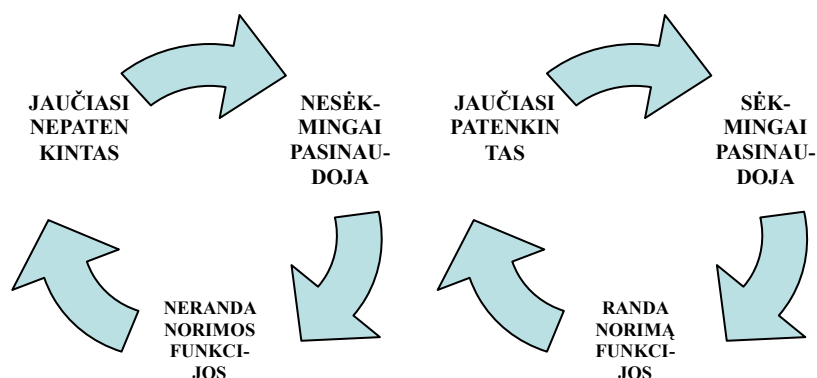 JAUČIASI
NEPATEN
KINTAS
NESĖK-
MINGAI
PASINAU-
DOJA
NERANDA
NORIMOS
FUNKCI-
JOS
JAUČIASI
PATENKIN
TAS
SĖK-
MINGAI
PASINAU-
DOJA
RANDA
NORIMĄ
FUNKCI-
JOS